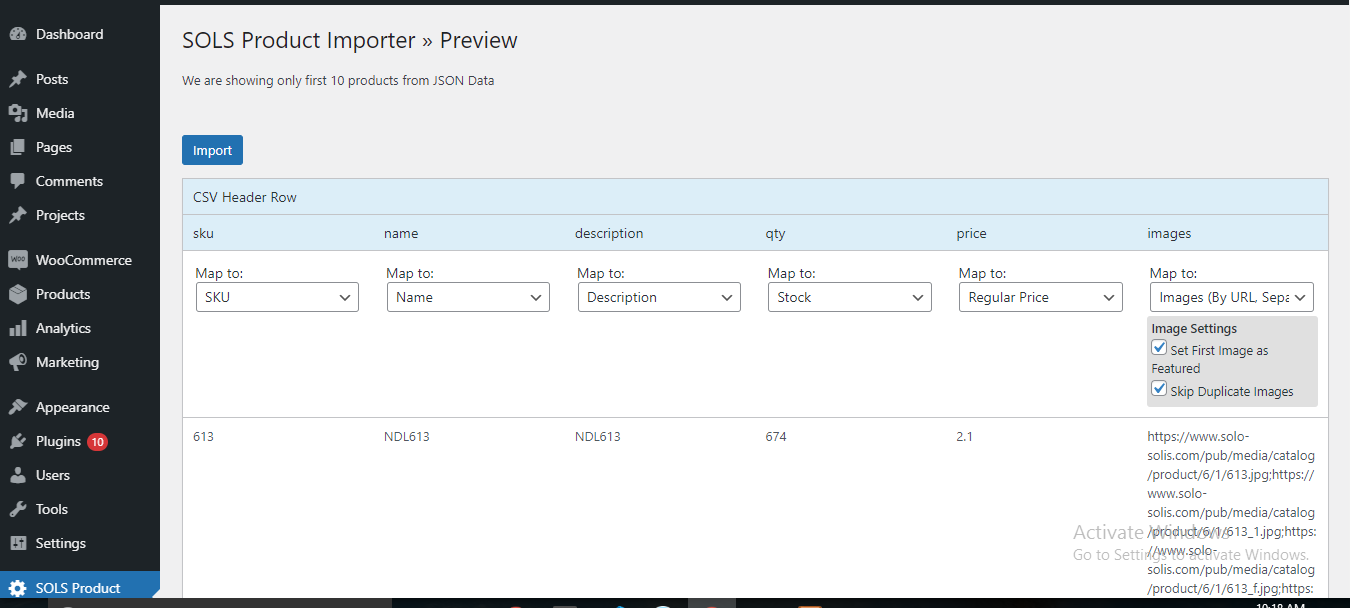 Dashboard
Posts
Media
Pages
Comments
Projects
WOO
WooCommerce
Products
Analytics
Marketing
Appearance
Plugins 10
Users
Tools
Settings
SOLS Product
SOLS Product Importer » Preview
We are showing only first 10 products from JSON Data
Import
CSV Header Row
sku name description qty price images
Map to: Map to: Map to: Map to: Map to: Map to:
SKU Name Description Stock Regular Price Images (By URL, Sepa
Image Settings
Set First Image as
Featured
Skip Duplicate Images
613 NDL613 NDL613 674 2.1 https://www.solo-
solis.com/pub/media/catalog
/product/6/1/613.jpg;https://
www.solo-
solis.com/pub/media/catalog
/product/6/1/613_1.jpg;https:
//www.solo-
solis.com/pub/media/catalog
/product/6/1/613_f.jpg;https:
Activate Windows
Go to Settings to activate Windows.
10:18 AM